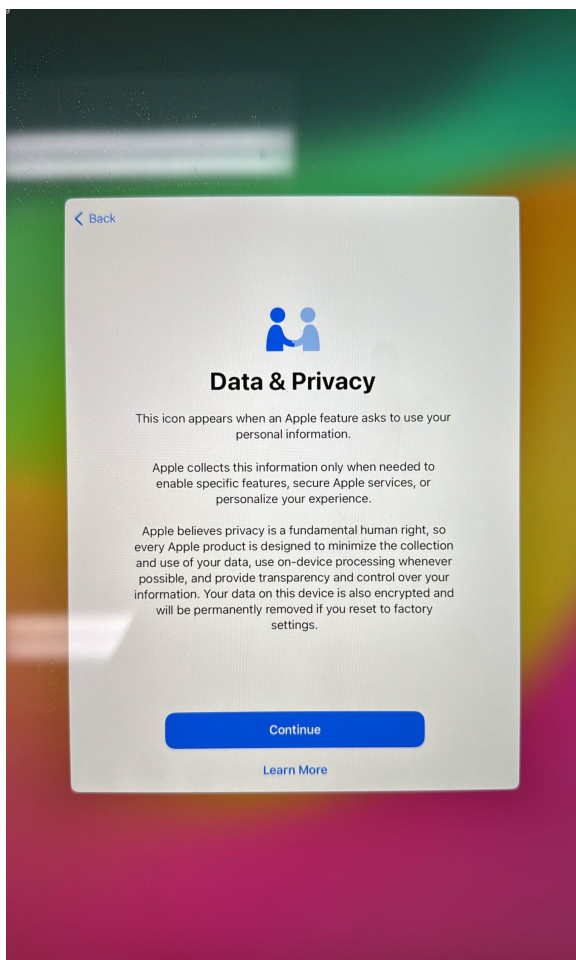 Back
Data & Privacy
This icon appears when an Apple feature asks to use your
personal information.
Apple collects this information only when needed to
enable specific features, secure Apple services, or
personalize your experience.
Apple believes privacy is a fundamental human right, so
every Apple product is designed to minimize the collection
and use of your data, use on-device processing whenever
possible, and provide transparency and control over your
information. Your data on this device is also encrypted and
will be permanently removed if you reset to factory
settings.
Continue
Learn More